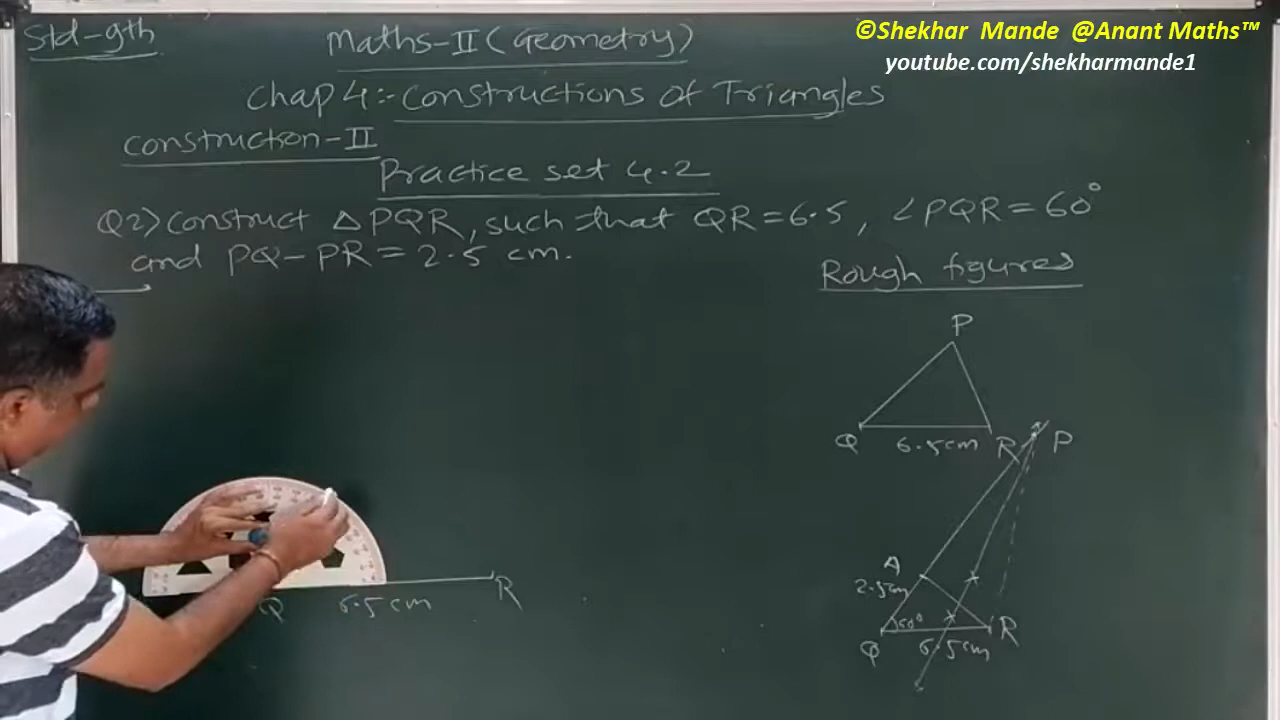 ©Shekhar Mande @Anant Maths™
youtube.com/shekharmande1
Std-9th
Maths-II (Geometry)
Chap 4:- Constructions of Triangles
Construction-II
Practice set 4.2
Q2> Construct △PQR, such that QR=6.5, ∠PQR=60°
and PQ-PR=2.5 cm.
Rough figures
P
Q 6.5cm R
P
A
2.5cm
60°
Q 6.5cm R
Q 6.5cm R